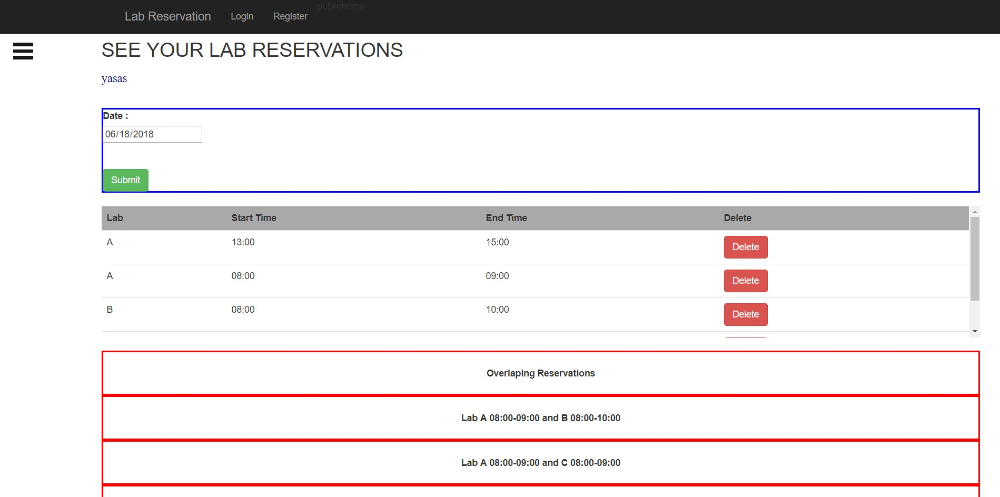 Lab Reservation Login Register publichome
SEE YOUR LAB RESERVATIONS
yasas
Date :
06/18/2018
Submit
Lab Start Time End Time Delete
A 13:00 15:00 Delete
A 08:00 09:00 Delete
B 08:00 10:00 Delete
Overlaping Reservations
Lab A 08:00-09:00 and B 08:00-10:00
Lab A 08:00-09:00 and C 08:00-09:00